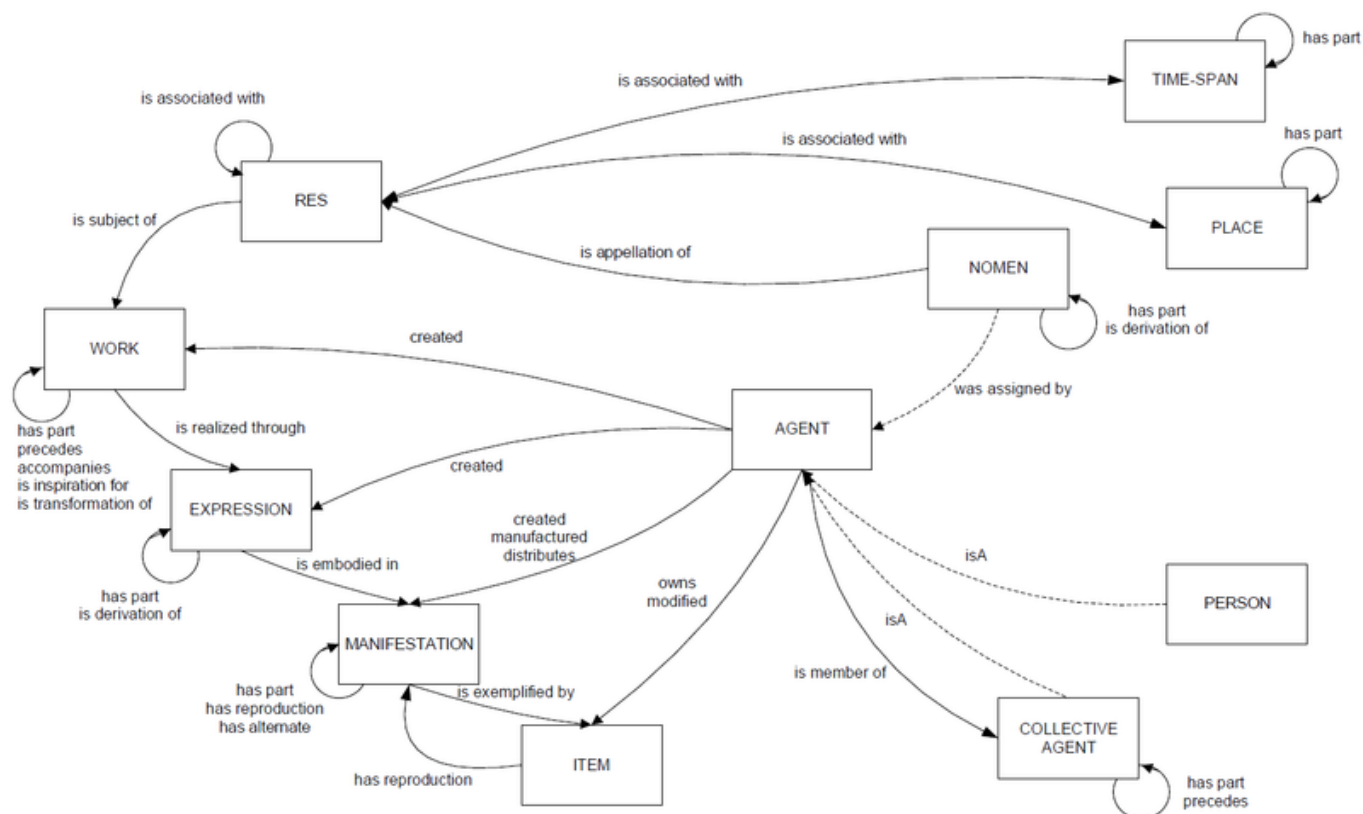 has part
TIME-SPAN
is associated with
is associated with
is associated with
has part
RES
is subject of
PLACE
is appellation of
NOMEN
has part
is derivation of
WORK
created
was assigned by
AGENT
has part
precedes
accompanies
is inspiration for
is transformation of
is realized through
created
EXPRESSION
created
manufactured
distributes
is embodied in
has part
is derivation of
owns
modified
isA
PERSON
isA
MANIFESTATION
is member of
has part
has reproduction
has alternate
is exemplified by
COLLECTIVE
AGENT
ITEM
has reproduction
has part
precedes